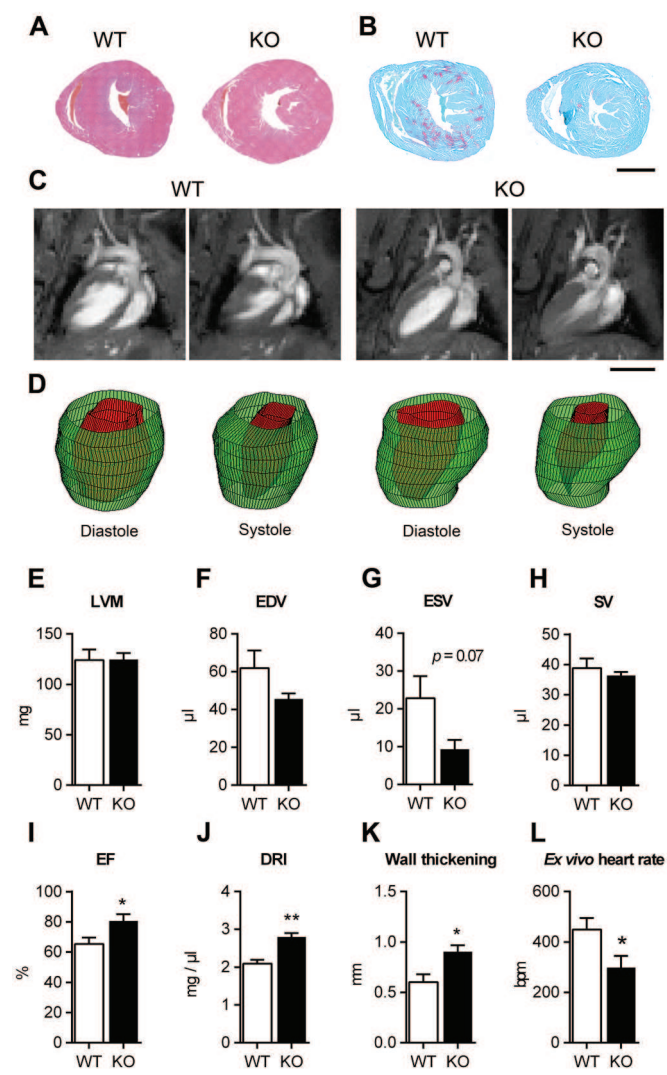 A B
WT KO WT KO
C WT KO
D
Diastole Systole Diastole Systole
E F G H
LVM EDV ESV SV
150 80 40 50
p = 0.07
100 60 30 40
50 40 20 30
0 20 10 20
0 0 10
0
mg µl µl µl
WT KO WT KO WT KO WT KO
I J K L
EF DRI Wall thickening Ex vivo heart rate
100 4 1.5 600
80 3 1.0 400
60 2 0.5 200
40 1 0.0 0
20 0
0
* ** * *
% mg / µl mm bpm
WT KO WT KO WT KO WT KO